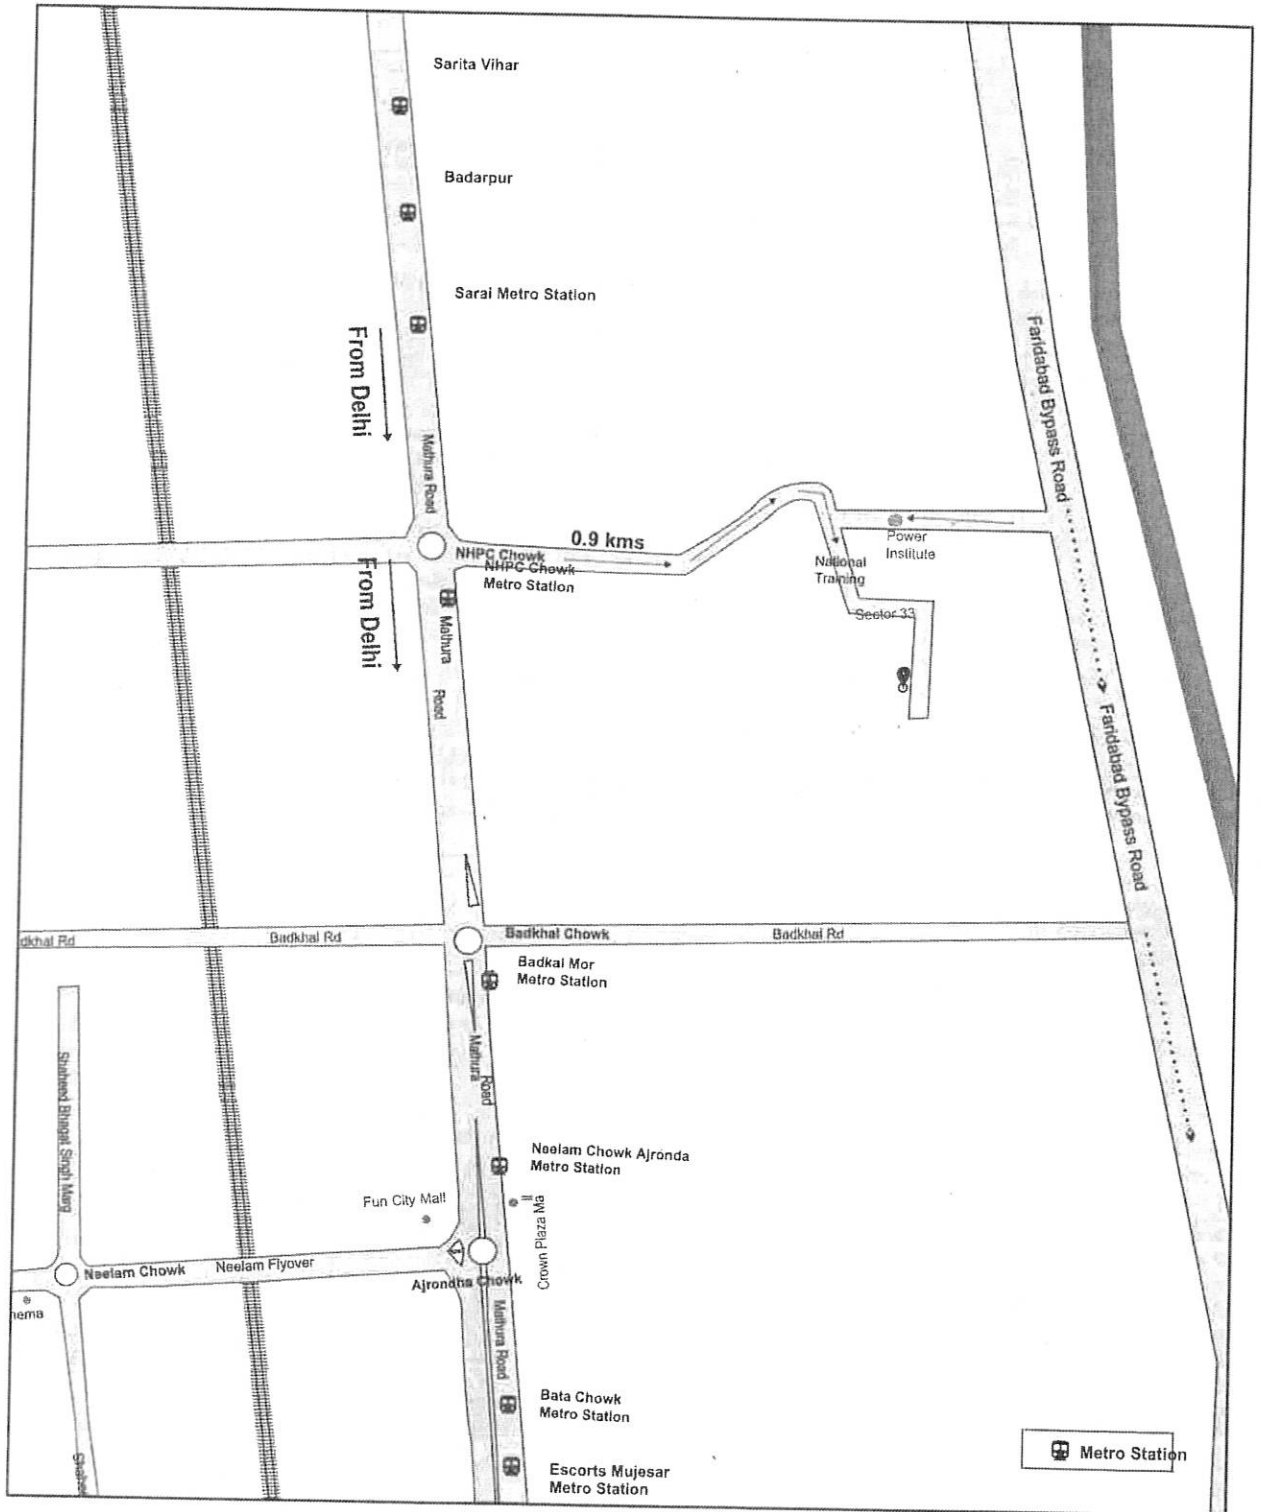 Sarita Vihar
Badarpur
Sarai Metro Station
From Delhi
Mathura Road
Faridabad Bypass Road
NHPC Chowk
0.9 kms
NHPC Chowk
Metro Station
Power
Institute
National
Training
Sector 33
From Delhi
Mathura
Road
Faridabad Bypass Road
dkhal Rd
Badkhal Rd
Badkhal Chowk
Badkhal Rd
Badkal Mor
Metro Station
Mathura
Road
Shaheed Bhagat Singh Marg
Neelam Chowk Ajronda
Metro Station
Fun City Mall
Crown Plaza Ma
Neelam Chowk
Neelam Flyover
Ajrondha Chowk
nema
Mathura Road
Bata Chowk
Metro Station
Escorts Mujesar
Metro Station
Metro Station